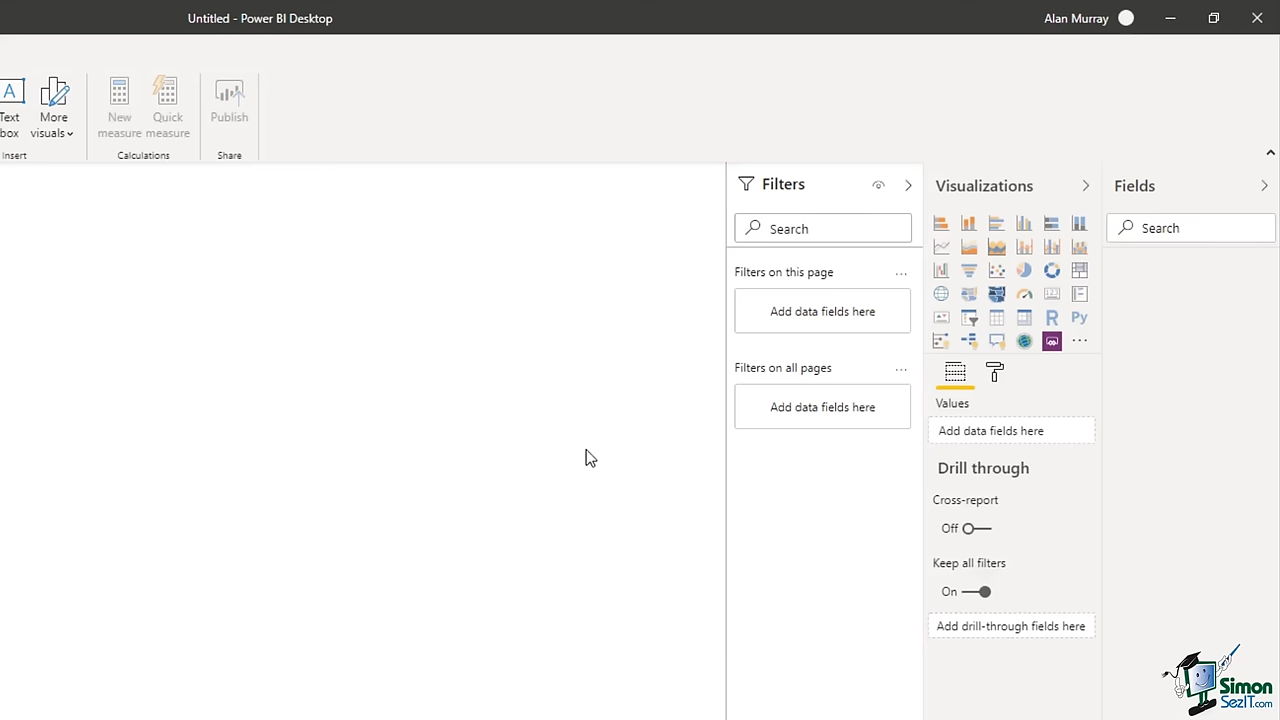 Untitled - Power BI Desktop
Alan Murray
A
Text
box
More
visuals
New
measure
Quick
measure
Publish
Insert
Calculations
Share
Filters
Search
Filters on this page
...
Add data fields here
Filters on all pages
...
Add data fields here
Visualizations
R
Py
...
Values
Add data fields here
Drill through
Cross-report
Off
Keep all filters
On
Add drill-through fields here
Fields
Search
Simon
SezIT.com